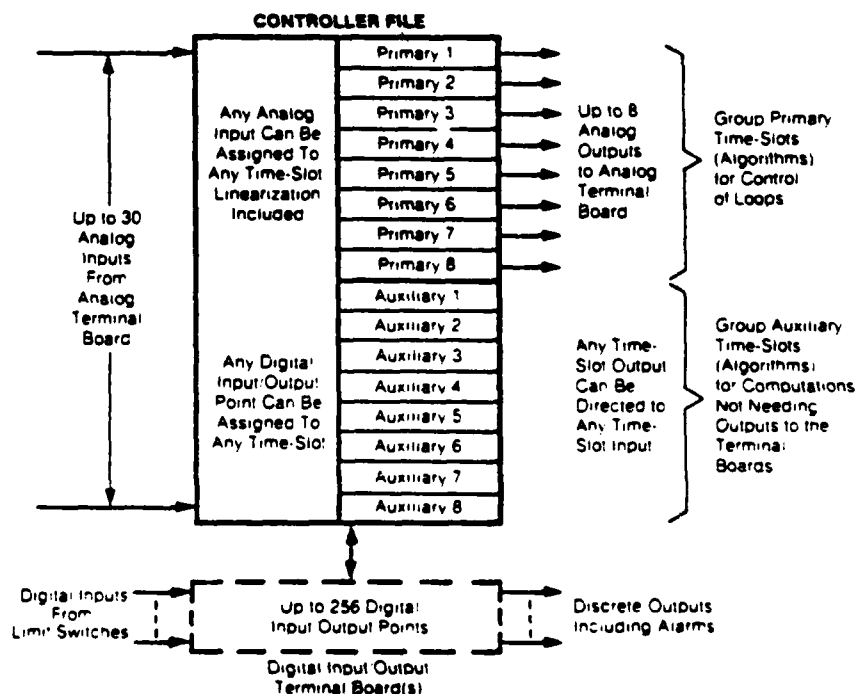 CONTROLLER FILE
Up to 30
Analog
Inputs
From
Analog
Terminal
Board
Any Analog
Input Can Be
Assigned To
Any Time-Slot
Linearization
Included
Any Digital
Input/Output
Point Can Be
Assigned To
Any Time-Slot
Primary 1
Primary 2
Primary 3
Primary 4
Primary 5
Primary 6
Primary 7
Primary 8
Auxiliary 1
Auxiliary 2
Auxiliary 3
Auxiliary 4
Auxiliary 5
Auxiliary 6
Auxiliary 7
Auxiliary 8
Up to 8
Analog
Outputs
to Analog
Terminal
Board
Group Primary
Time-Slots
(Algorithms)
for Control
of Loops
Any Time-
Slot Output
Can Be
Directed to
Any Time-
Slot Input
Group Auxiliary
Time-Slots
(Algorithms)
for Computations
Not Needing
Outputs to the
Terminal
Boards
Digital Inputs
From
Limit Switches
Up to 256 Digital
Input Output Points
Discrete Outputs
Including Alarms
Digital Input/Output
Terminal Board(s)